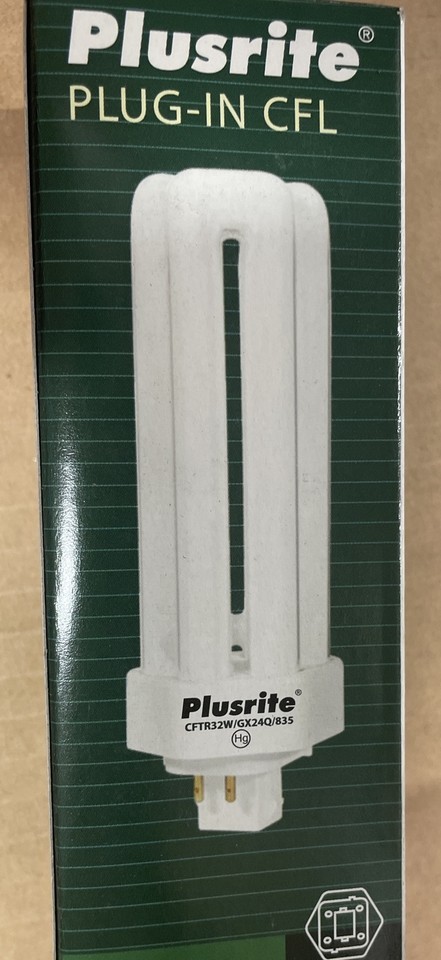 Plusrite®
PLUG-IN CFL
Plusrite®
CFTR32W/GX24Q/835
Hg